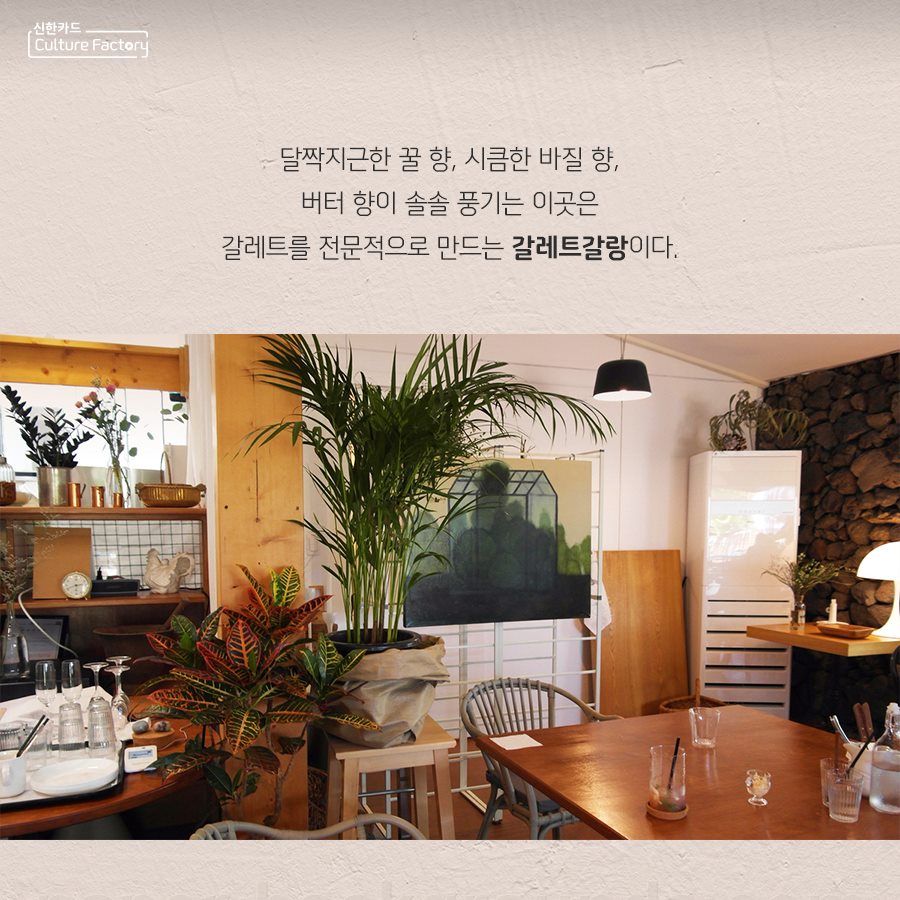 신한카드
Culture Factory
달짝지근한 꿀 향, 시큼한 바질 향,
버터 향이 솔솔 풍기는 이곳은
갈레트를 전문적으로 만드는 갈레트갈랑이다.